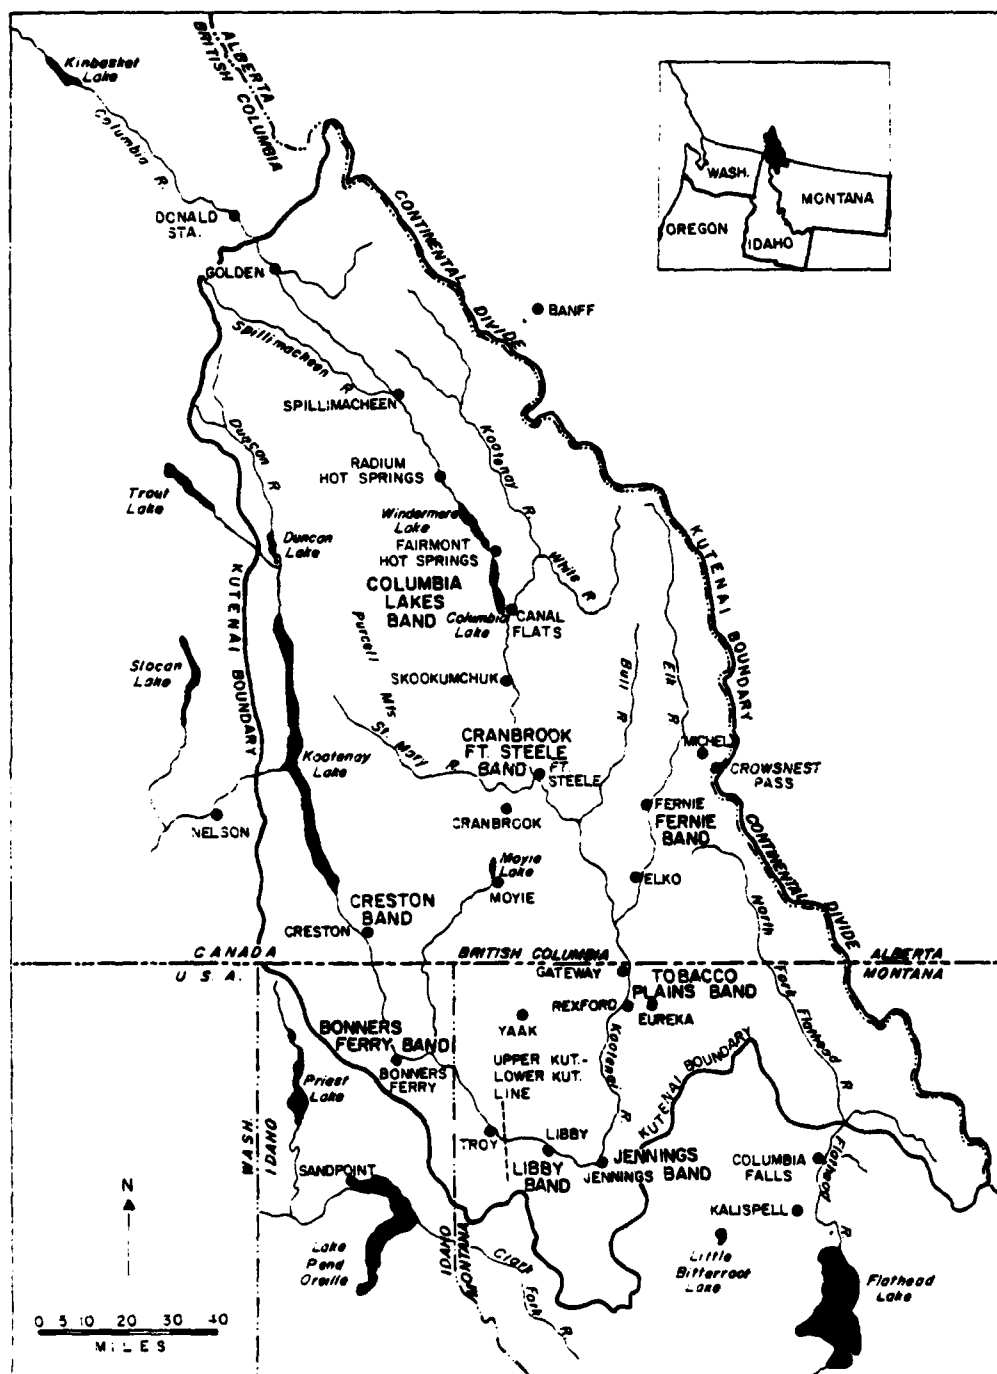 ALBERTA
BRITISH COLUMBIA
Kinbasket
Lake
Columbia R.
WASH.
MONTANA
OREGON
IDAHO
DONALD
STA.
CONTINENTAL DIVIDE
GOLDEN
BANFF
Spillimacheen R
SPILLIMACHEEN
Duncan R
Kootenay R.
RADIUM
HOT SPRINGS
Trout
Lake
Windermere
Lake
Duncan
Lake
FAIRMONT
HOT SPRINGS
White R
KUTENAI BOUNDARY
COLUMBIA
LAKES
BAND
Columbia
Lake
CANAL
FLATS
KUTENAI BOUNDARY
Purcell Mts
Slocan
Lake
SKOOKUMCHUK
Bull R
Elk R
St. Mary R
CRANBROOK
FT. STEELE
BAND
FT.
STEELE
MICHEL
CROWSNEST
PASS
Kootenay
Lake
NELSON
CRANBROOK
FERNIE
FERNIE
BAND
CONTINENTAL DIVIDE
Moyie
Lake
MOYIE
ELKO
CRESTON
BAND
CRESTON
North Fork Flathead R
CANADA
U.S.A.
BRITISH COLUMBIA
ALBERTA
MONTANA
GATEWAY
TOBACCO
PLAINS BAND
REXFORD
EUREKA
YAAK
BONNERS
FERRY BAND
BONNERS
FERRY
UPPER KUT.-
LOWER KUT.
LINE
Kootenai R.
KUTENAI BOUNDARY
Priest
Lake
WASH
IDAHO
TROY
LIBBY
LIBBY
BAND
JENNINGS
BAND
JENNINGS
COLUMBIA
FALLS
Flathead R
SANDPOINT
KALISPELL
N
Lake
Pend
Oreille
IDAHO
MONTANA
Clark Fork R.
Little
Bitterroot
Lake
Flathead
Lake
0 5 10 20 30 40
MILES